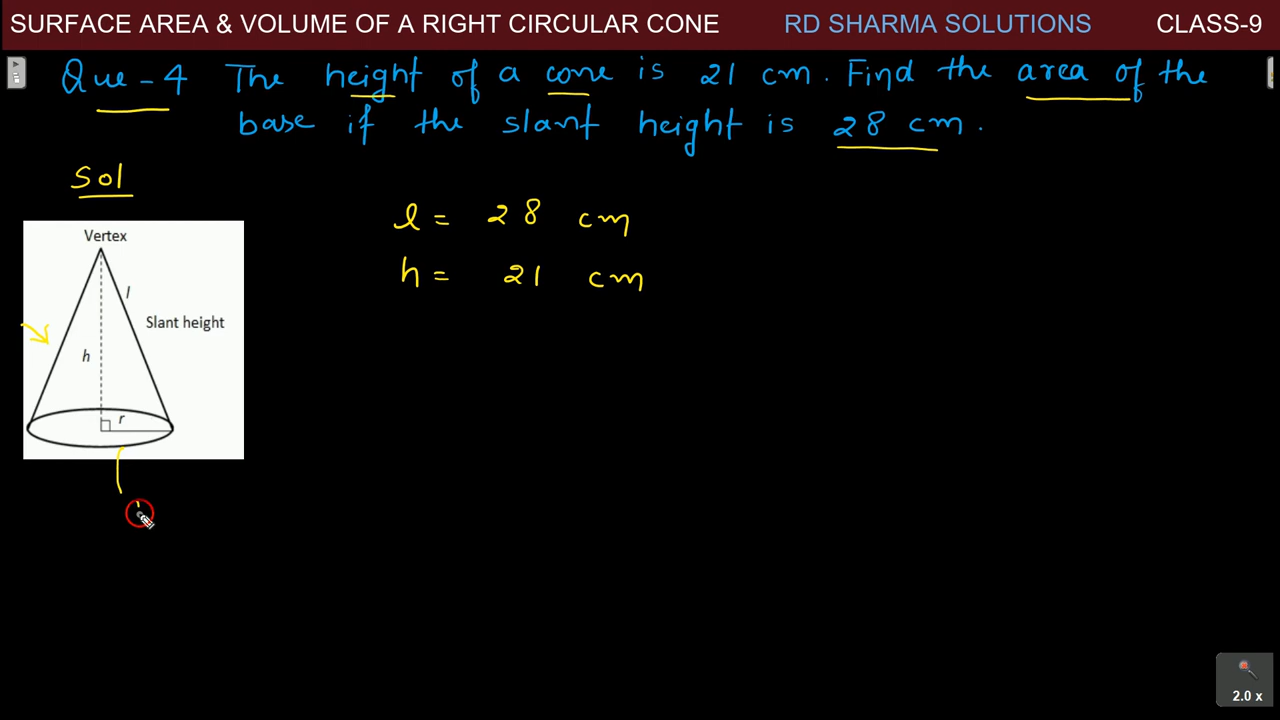 SURFACE AREA & VOLUME OF A RIGHT CIRCULAR CONE RD SHARMA SOLUTIONS CLASS-9
Que-4 The height of a cone is 21 cm. Find the area of the
base if the slant height is 28 cm.
Sol
l = 28 cm
h = 21 cm
Vertex
l
Slant height
h
r
2.0 x